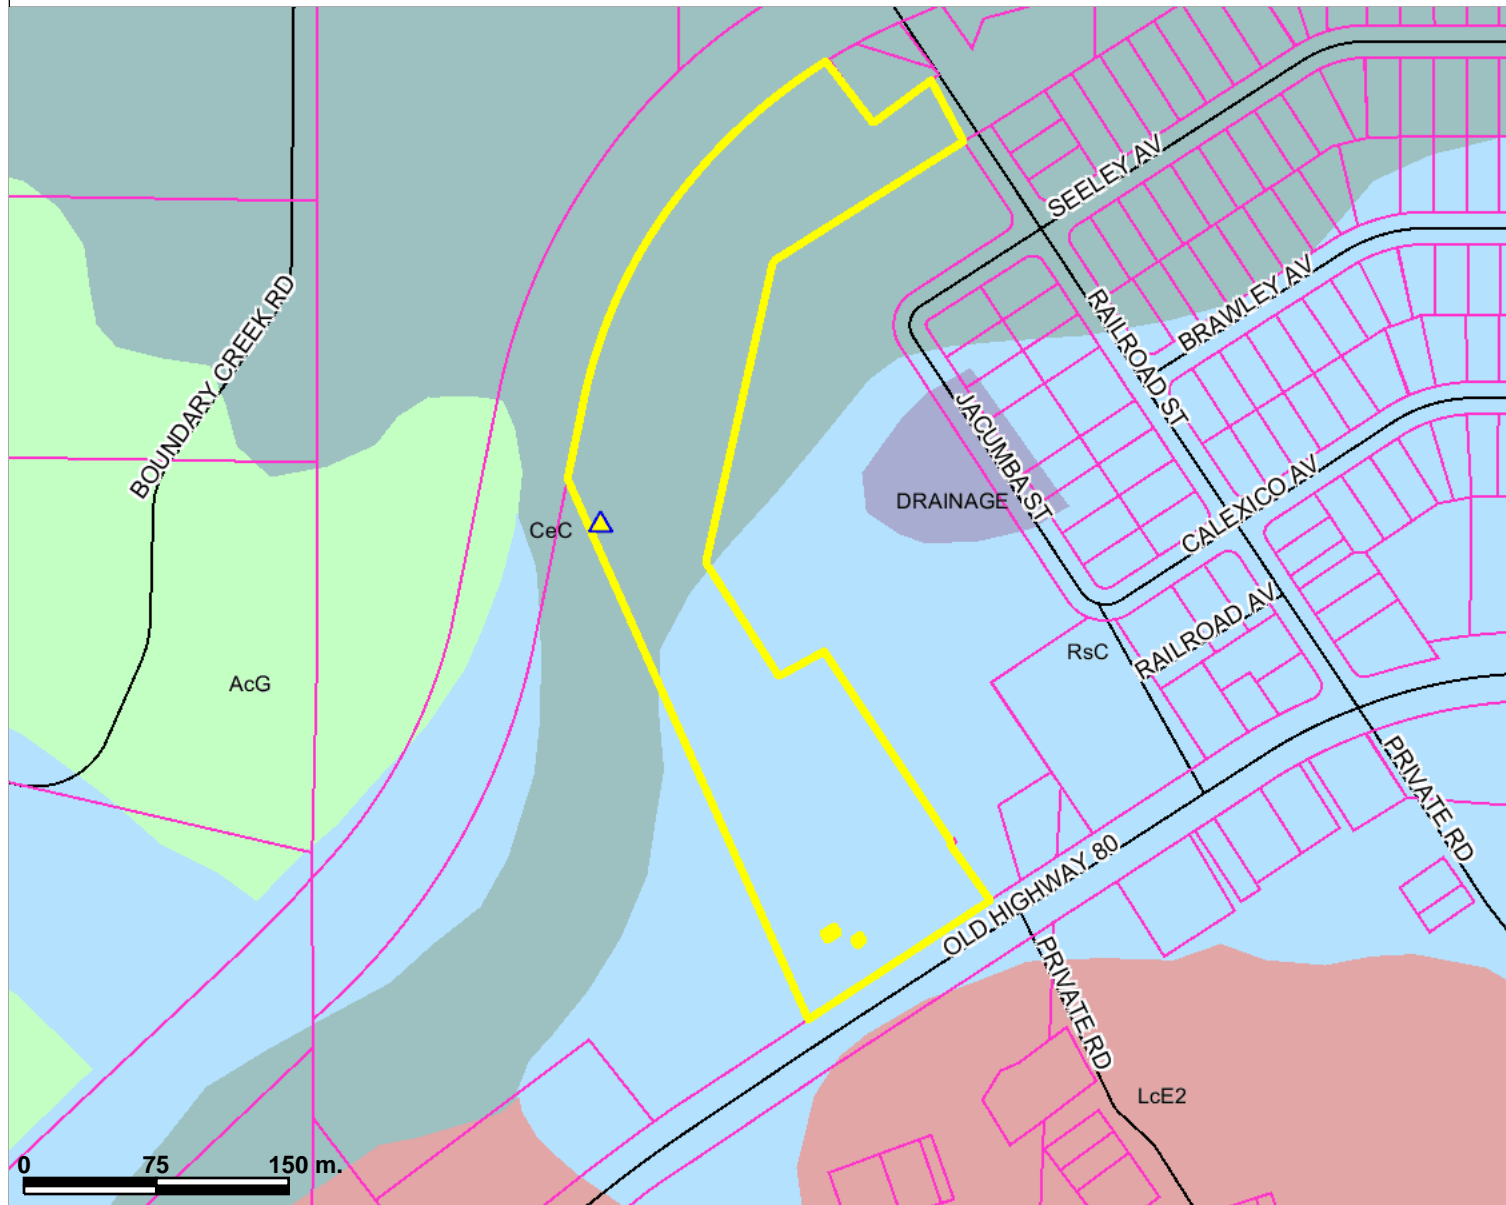 SEELEY AV
BOUNDARY CREEK RD
RAILROAD ST
BRAWLEY AV
JACUMBA ST
DRAINAGE
CeC
CALEXICO AV
RAILROAD AV
RsC
AcG
PRIVATE RD
OLD HIGHWAY 80
PRIVATE RD
LcE2
0 75 150 m.